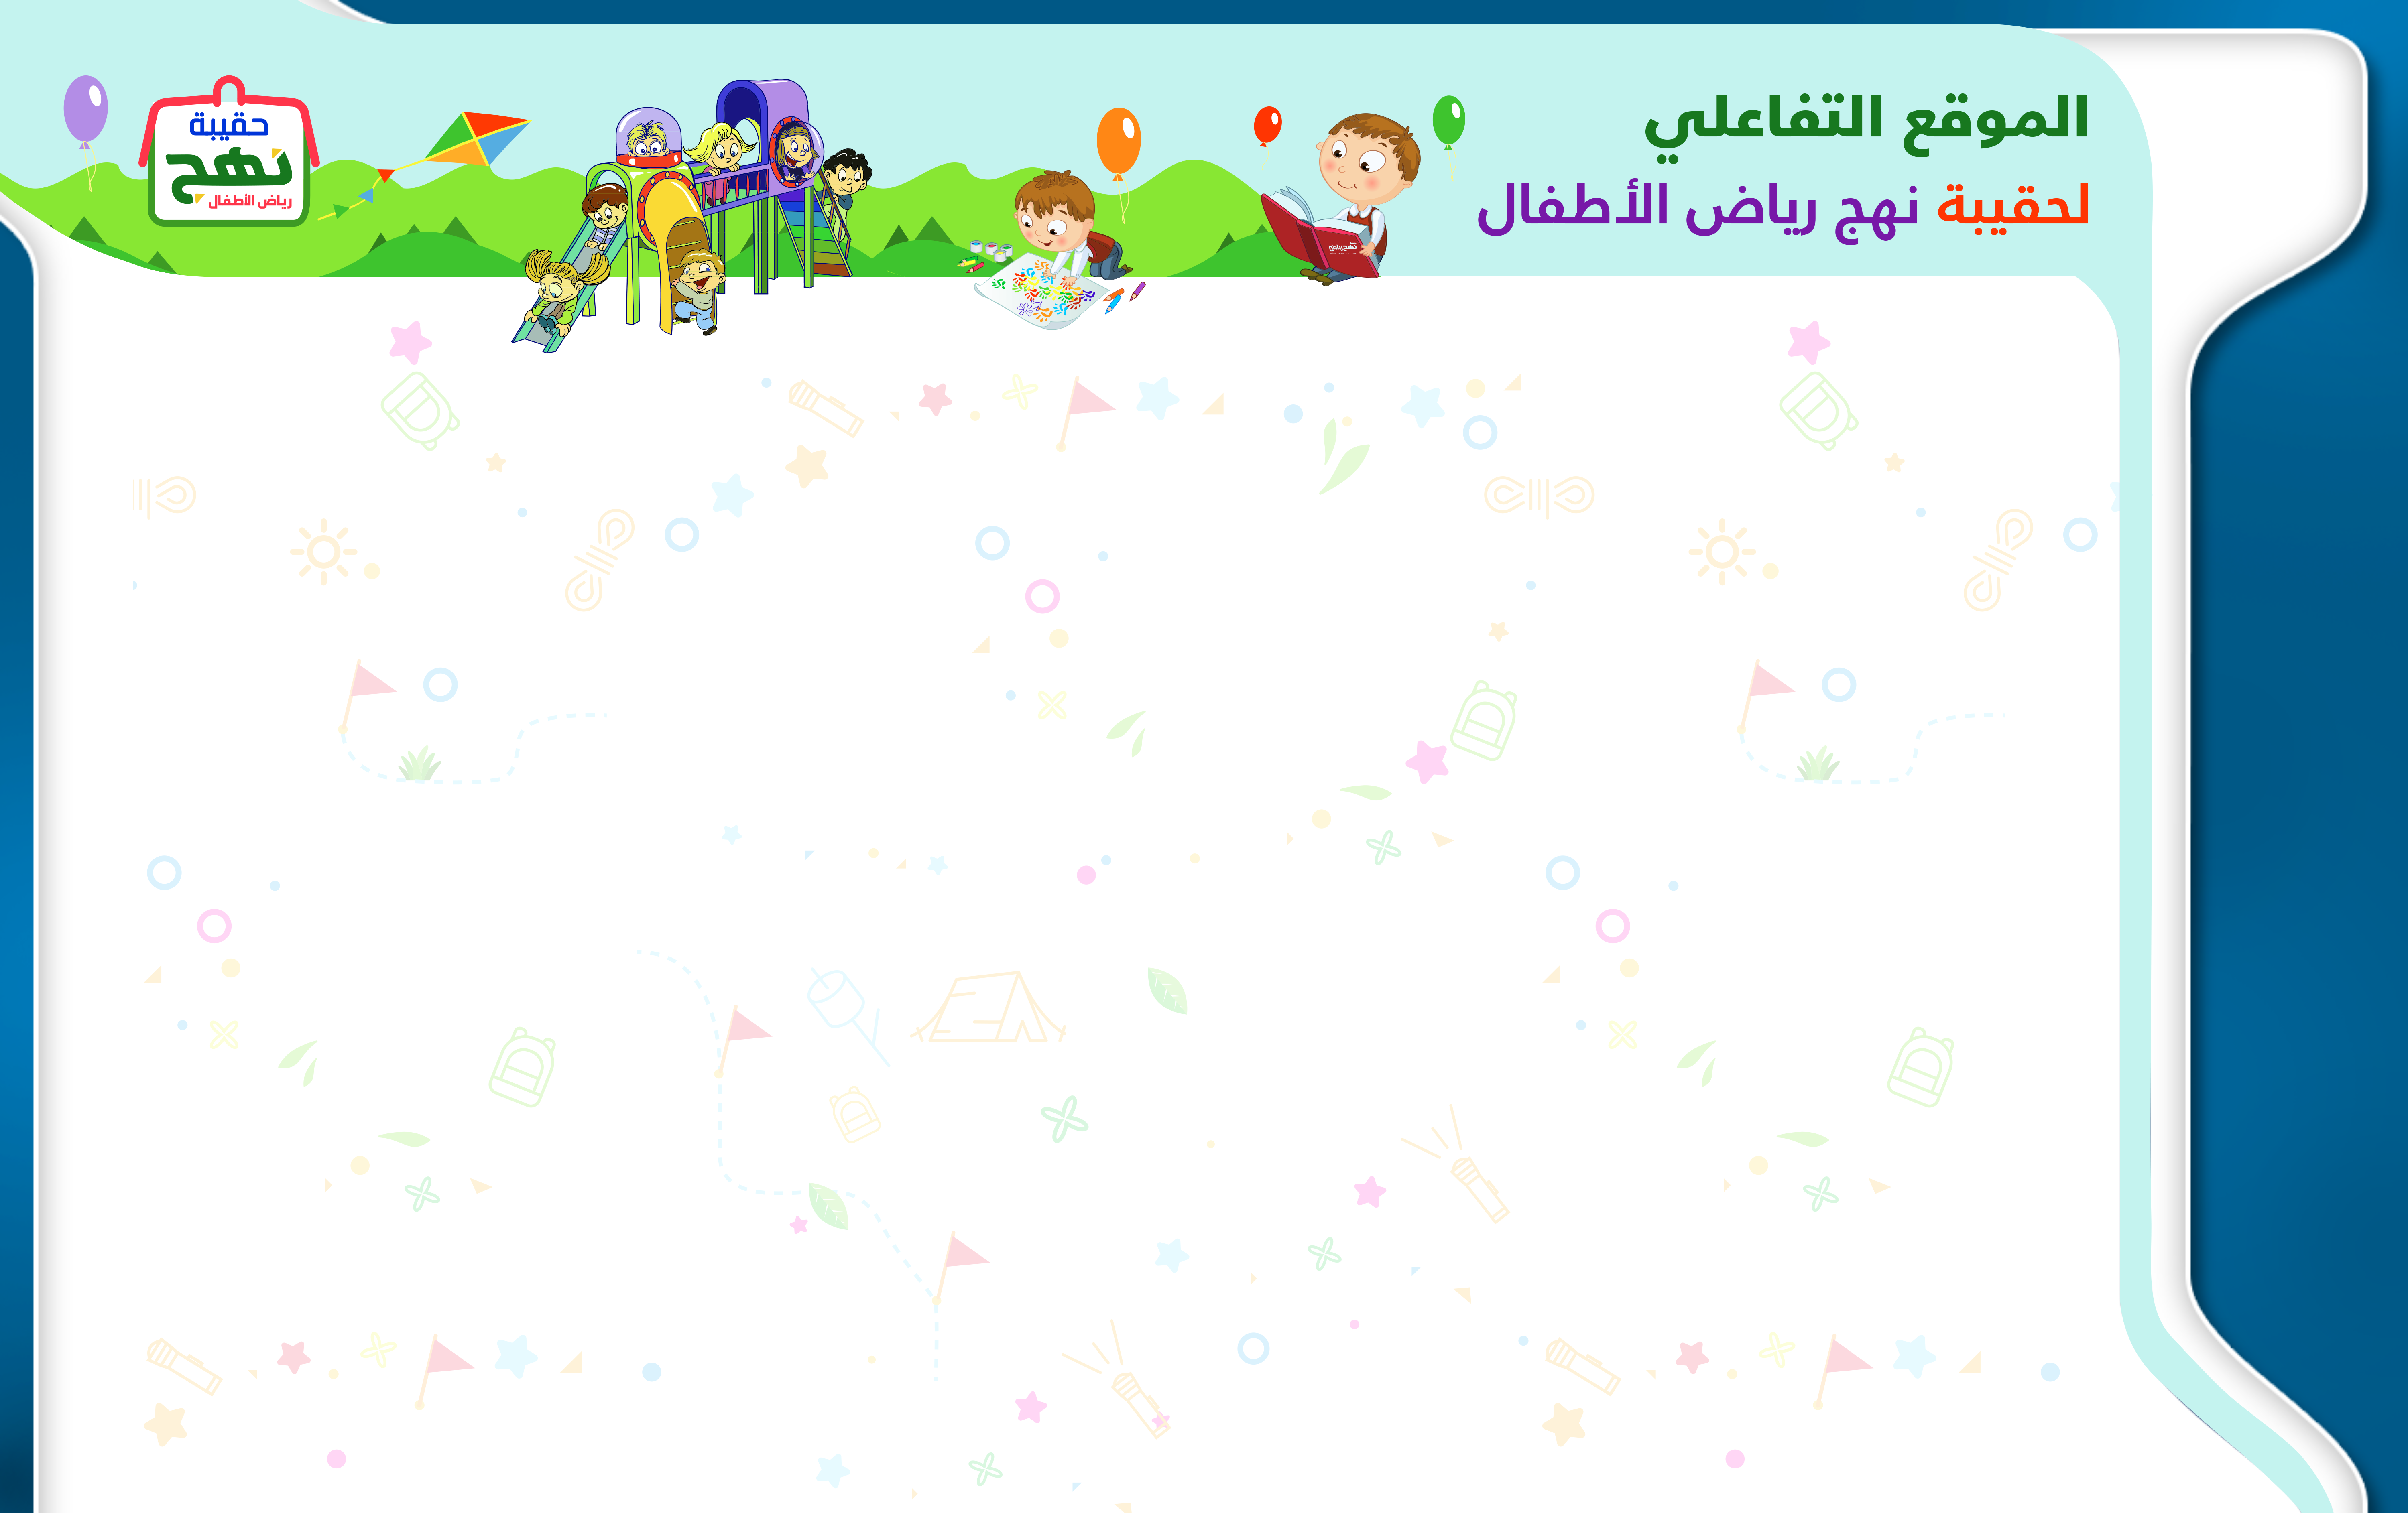 الموقع التفاعلي
لحقيبة نهج رياض الأطفال
حقيبة
نهج
رياض الأطفال